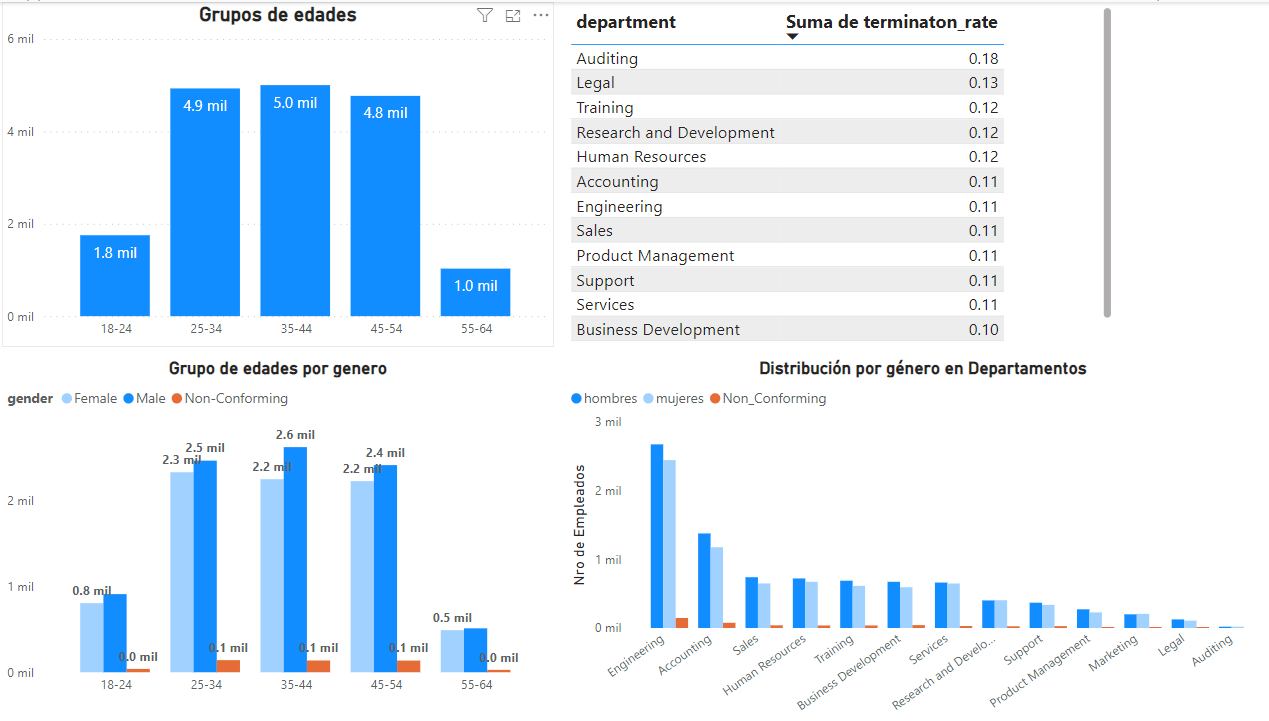 Grupos de edades
6 mil
4 mil
2 mil
0 mil
4.9 mil
5.0 mil
4.8 mil
1.8 mil
1.0 mil
18-24
25-34
35-44
45-54
55-64
department Suma de terminaton_rate
Auditing 0.18
Legal 0.13
Training 0.12
Research and Development 0.12
Human Resources 0.12
Accounting 0.11
Engineering 0.11
Sales 0.11
Product Management 0.11
Support 0.11
Services 0.11
Business Development 0.10
Grupo de edades por genero
gender Female Male Non-Conforming
2 mil
1 mil
0 mil
0.8 mil
0.0 mil
2.3 mil
2.5 mil
0.1 mil
2.2 mil
2.6 mil
0.1 mil
2.2 mil
2.4 mil
0.1 mil
0.5 mil
0.0 mil
18-24
25-34
35-44
45-54
55-64
Distribución por género en Departamentos
hombres mujeres Non_Conforming
Nro de Empleados
3 mil
2 mil
1 mil
0 mil
Engineering
Accounting
Sales
Human Resources
Training
Business Development
Services
Research and Develo...
Support
Product Management
Marketing
Legal
Auditing